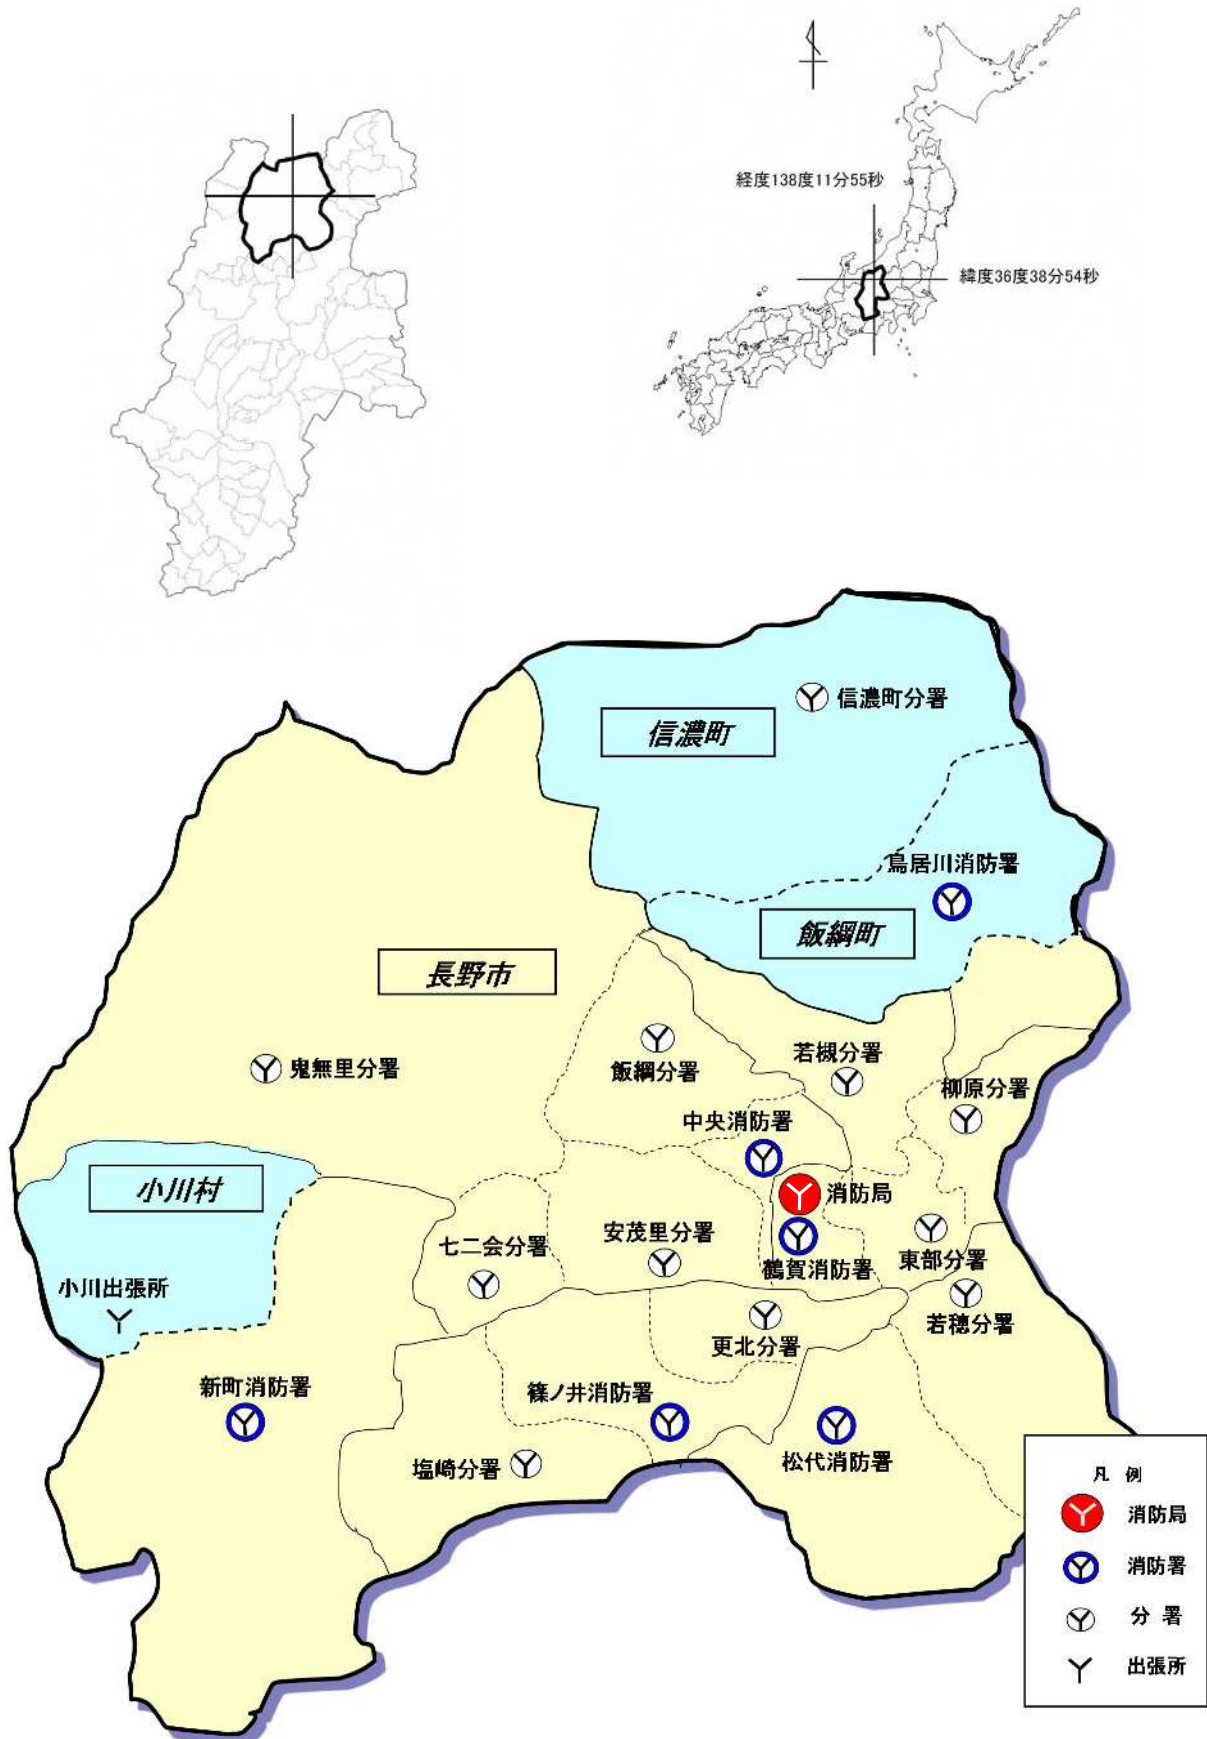 経度138度11分55秒
緯度36度38分54秒
信濃町分署
信濃町
鳥居川消防署
飯綱町
長野市
鬼無里分署
飯綱分署
若槻分署
柳原分署
中央消防署
消防局
小川村
七二会分署
安茂里分署
鶴賀消防署
東部分署
小川出張所
若穂分署
更北分署
新町消防署
篠ノ井消防署
塩崎分署
松代消防署
凡 例
消防局
消防署
分 署
出張所